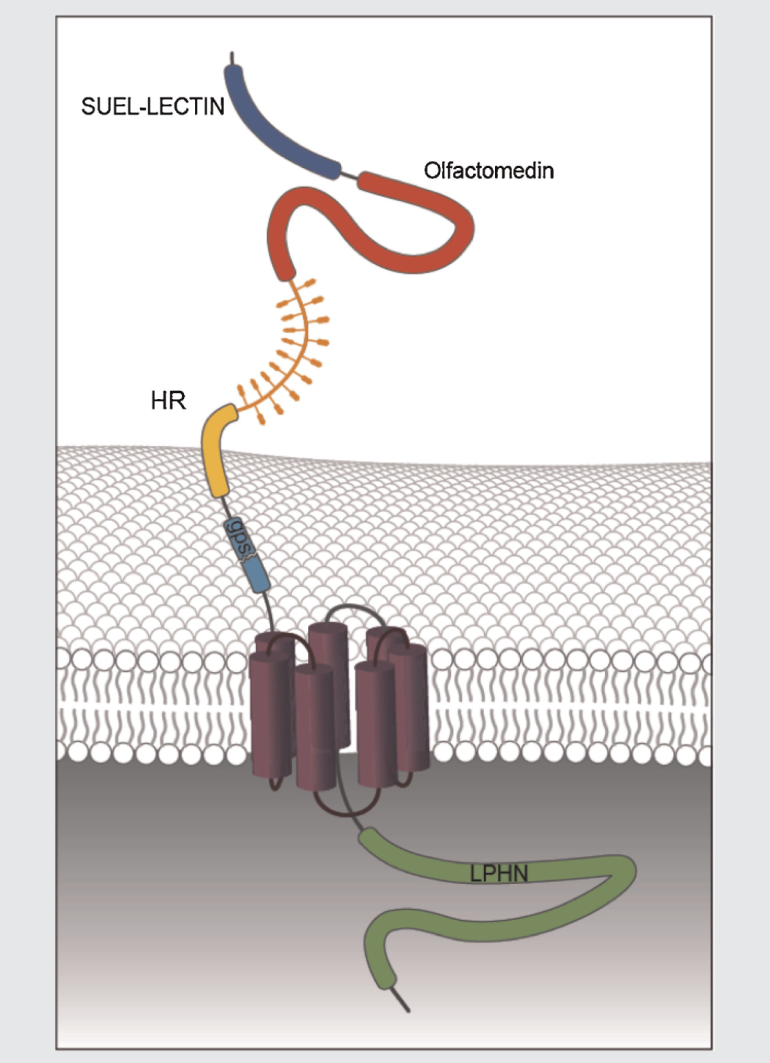 SUEL-LECTIN
Olfactomedin
HR
gps
LPHN